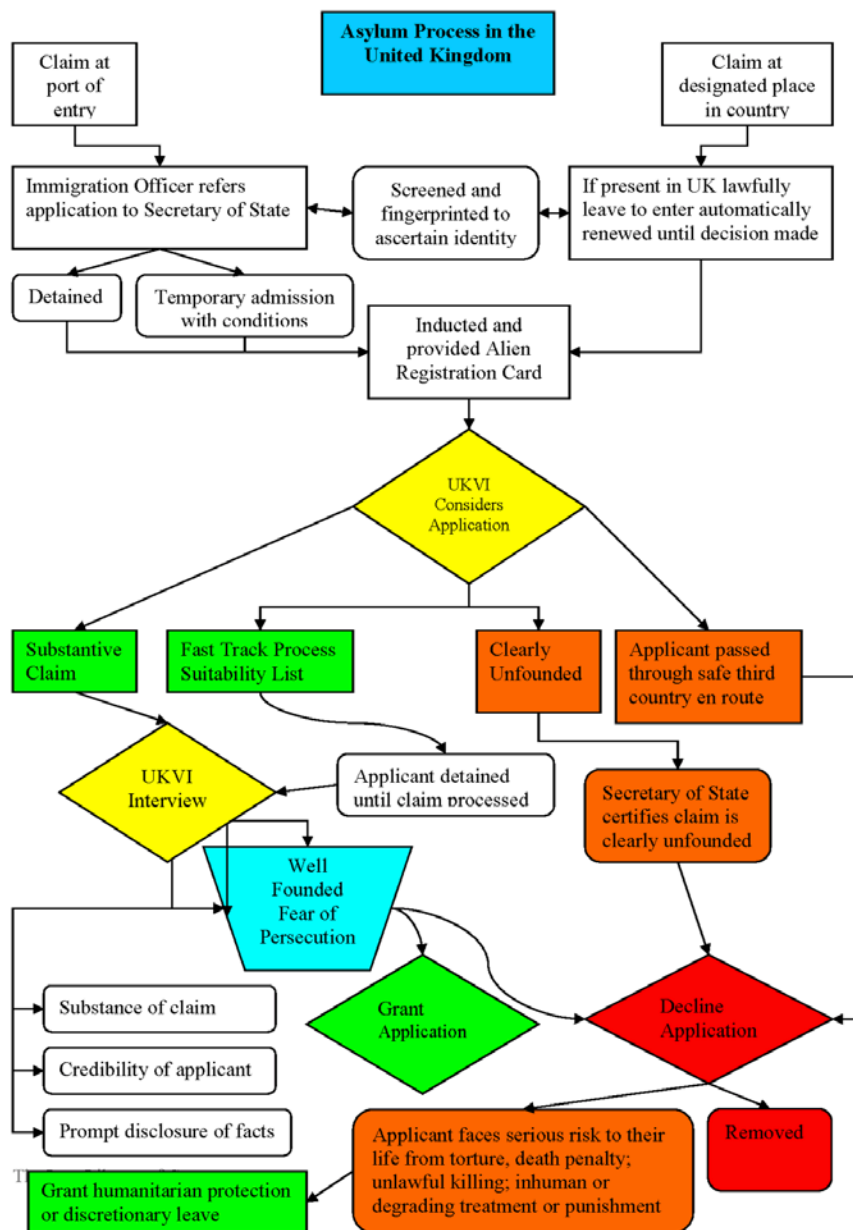 Asylum Process in the
United Kingdom
Claim at
port of
entry
Claim at
designated place
in country
Immigration Officer refers
application to Secretary of State
Screened and
fingerprinted to
ascertain identity
If present in UK lawfully
leave to enter automatically
renewed until decision made
Detained
Temporary admission
with conditions
Inducted and
provided Alien
Registration Card
UKVI
Considers
Application
Substantive
Claim
Fast Track Process
Suitability List
Clearly
Unfounded
Applicant passed
through safe third
country en route
UKVI
Interview
Applicant detained
until claim processed
Secretary of State
certifies claim is
clearly unfounded
Well
Founded
Fear of
Persecution
Substance of claim
Credibility of applicant
Prompt disclosure of facts
Grant
Application
Decline
Application
Applicant faces serious risk to their
life from torture, death penalty;
unlawful killing; inhuman or
degrading treatment or punishment
Removed
Grant humanitarian protection
or discretionary leave